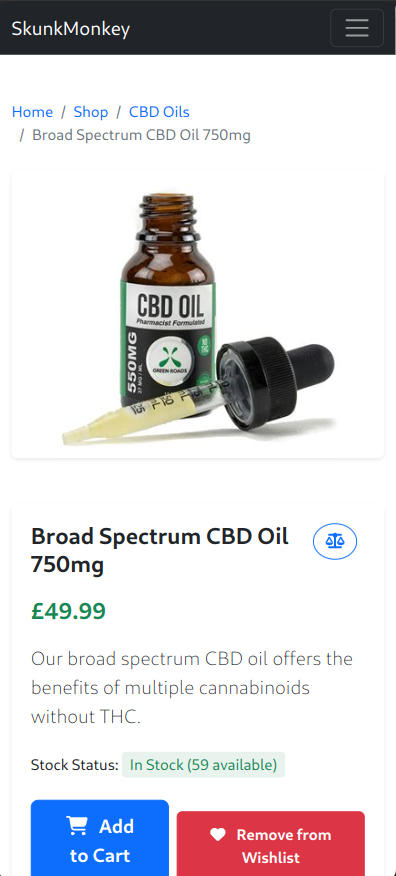 SkunkMonkey
Home / Shop / CBD Oils
/ Broad Spectrum CBD Oil 750mg
CBD OIL
Pharmacist Formulated
550MG
NO THC
GREEN ROADS
Broad Spectrum CBD Oil
750mg
£49.99
Our broad spectrum CBD oil offers the
benefits of multiple cannabinoids
without THC.
Stock Status: In Stock (59 available)
Add
to Cart
Remove from
Wishlist